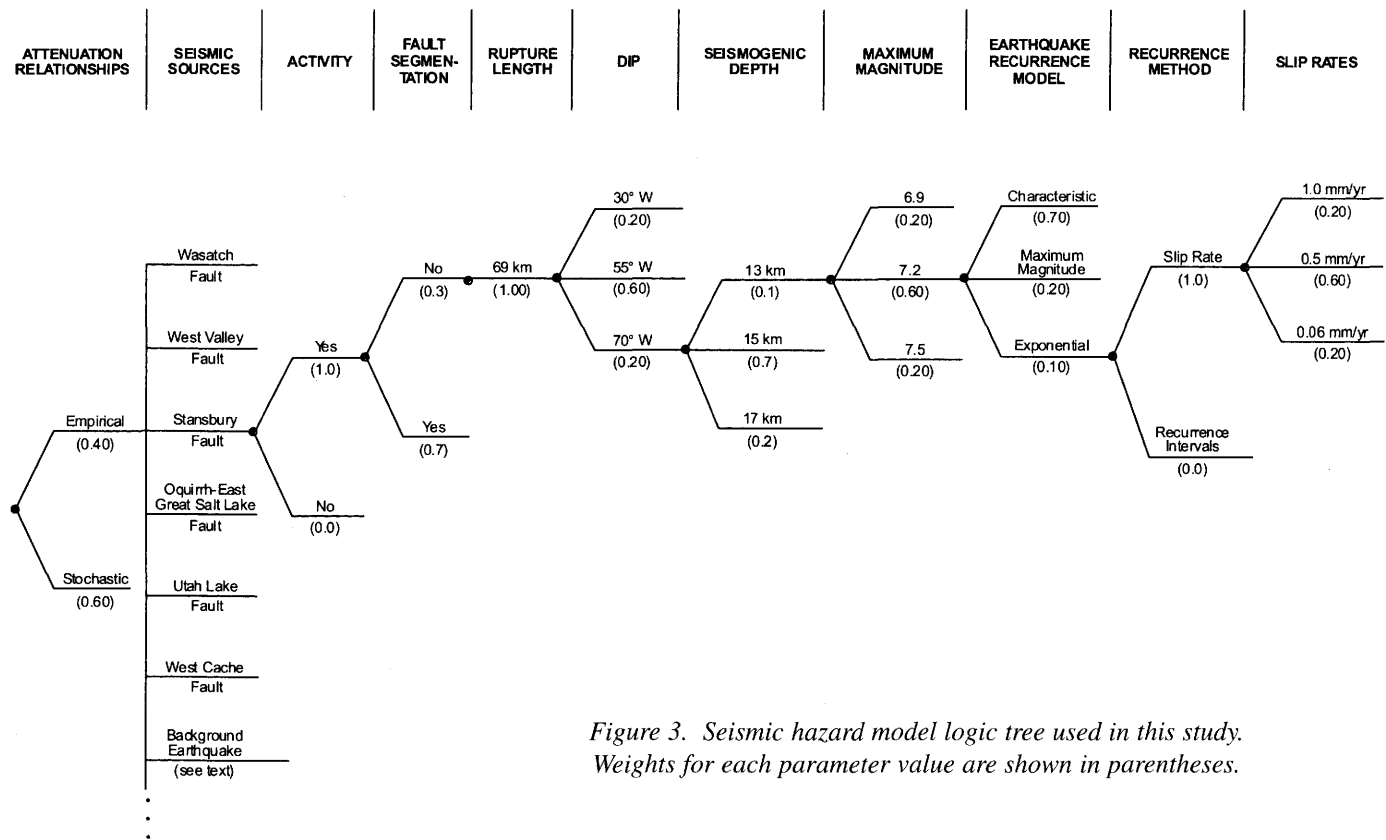 ATTENUATION
RELATIONSHIPS
SEISMIC
SOURCES
ACTIVITY
FAULT
SEGMEN-
TATION
RUPTURE
LENGTH
DIP
SEISMOGENIC
DEPTH
MAXIMUM
MAGNITUDE
EARTHQUAKE
RECURRENCE
MODEL
RECURRENCE
METHOD
SLIP RATES
Empirical
(0.40)
Stochastic
(0.60)
Wasatch
Fault
West Valley
Fault
Stansbury
Fault
Oquirrh-East
Great Salt Lake
Fault
Utah Lake
Fault
West Cache
Fault
Background
Earthquake
(see text)
Yes
(1.0)
No
(0.0)
No
(0.3)
Yes
(0.7)
69 km
(1.00)
30° W
(0.20)
55° W
(0.60)
70° W
(0.20)
13 km
(0.1)
15 km
(0.7)
17 km
(0.2)
6.9
(0.20)
7.2
(0.60)
7.5
(0.20)
Characteristic
(0.70)
Maximum
Magnitude
(0.20)
Exponential
(0.10)
Slip Rate
(1.0)
Recurrence
Intervals
(0.0)
1.0 mm/yr
(0.20)
0.5 mm/yr
(0.60)
0.06 mm/yr
(0.20)
Figure 3. Seismic hazard model logic tree used in this study.
Weights for each parameter value are shown in parentheses.